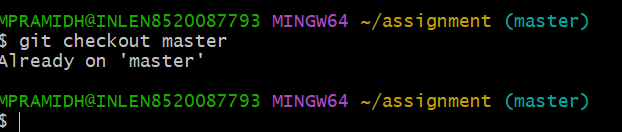 MPRAMIDH@INLEN8520087793 MINGW64 ~/assignment (master)
$ git checkout master
Already on 'master'
MPRAMIDH@INLEN8520087793 MINGW64 ~/assignment (master)
$